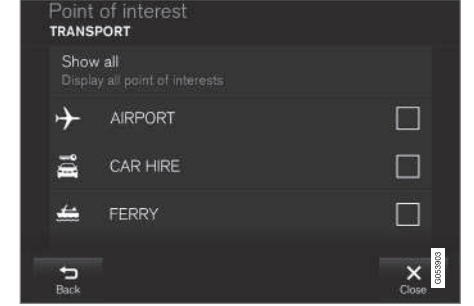 Point of interest
TRANSPORT
Show all
Display all point of interests
AIRPORT
CAR HIRE
FERRY
Back
Close
G053903